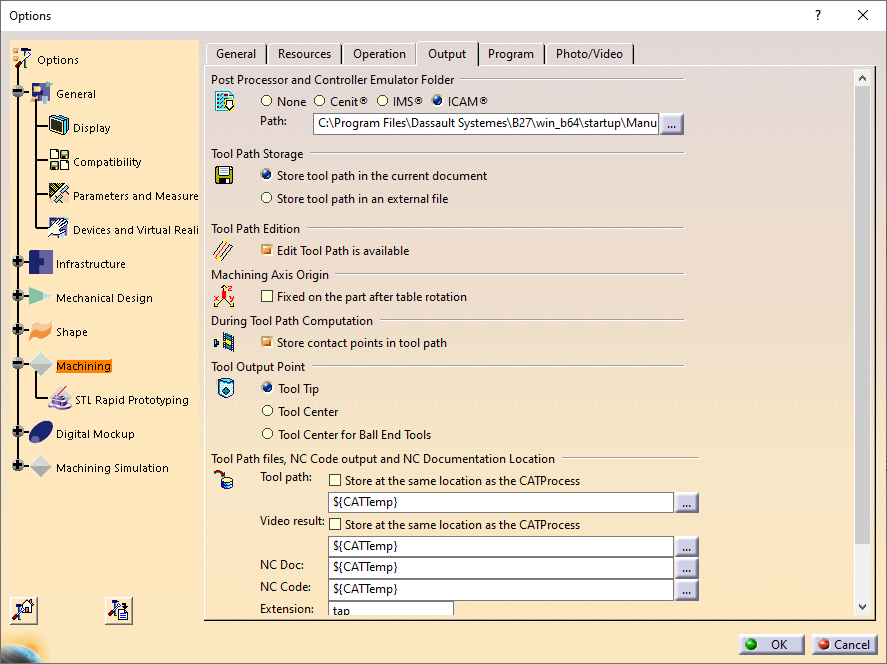 Options
?
Options
General
Display
Compatibility
Parameters and Measure
Devices and Virtual Reali
Infrastructure
Mechanical Design
Shape
Machining
STL Rapid Prototyping
Digital Mockup
Machining Simulation
General Resources Operation Output Program Photo/Video
Post Processor and Controller Emulator Folder
None Cenit® IMS® ICAM®
Path: C:\Program Files\Dassault Systemes\B27\win_b64\startup\Manu ...
Tool Path Storage
Store tool path in the current document
Store tool path in an external file
Tool Path Edition
Edit Tool Path is available
Machining Axis Origin
Fixed on the part after table rotation
During Tool Path Computation
Store contact points in tool path
Tool Output Point
Tool Tip
Tool Center
Tool Center for Ball End Tools
Tool Path files, NC Code output and NC Documentation Location
Tool path: Store at the same location as the CATProcess
${CATTemp} ...
Video result: Store at the same location as the CATProcess
${CATTemp} ...
NC Doc: ${CATTemp} ...
NC Code: ${CATTemp} ...
Extension: tap
OK Cancel